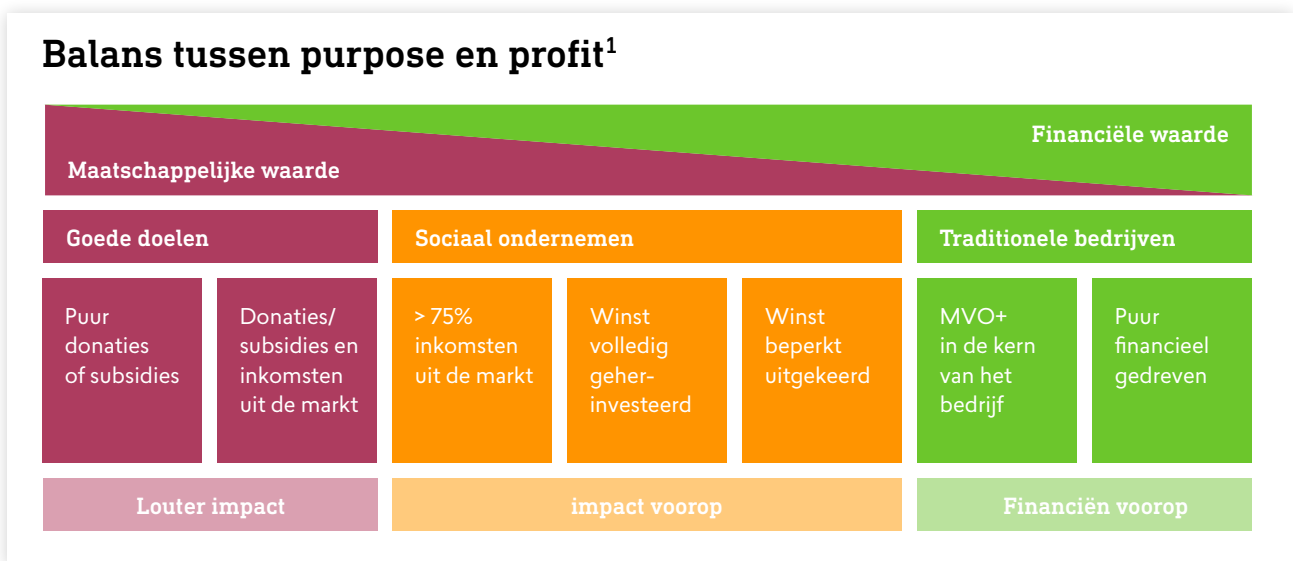 Balans tussen purpose en profit¹
Financiële waarde
Maatschappelijke waarde
Goede doelen
Sociaal ondernemen
Traditionele bedrijven
Puur
donaties
of subsidies
Donaties/
subsidies en
inkomsten
uit de markt
> 75%
inkomsten
uit de markt
Winst
volledig
geher-
investeerd
Winst
beperkt
uitgekeerd
MVO+
in de kern
van het
bedrijf
Puur
financieel
gedreven
Louter impact
impact voorop
Financiën voorop